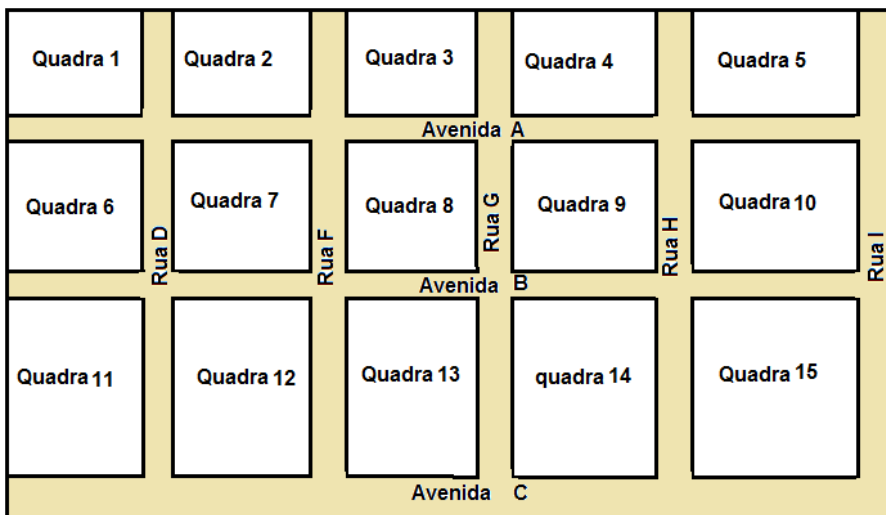 Quadra 1
Quadra 2
Quadra 3
Quadra 4
Quadra 5
Avenida A
Quadra 6
Quadra 7
Quadra 8
Quadra 9
Quadra 10
Rua D
Rua F
Rua G
Rua H
Rua I
Avenida B
Quadra 11
Quadra 12
Quadra 13
quadra 14
Quadra 15
Avenida C